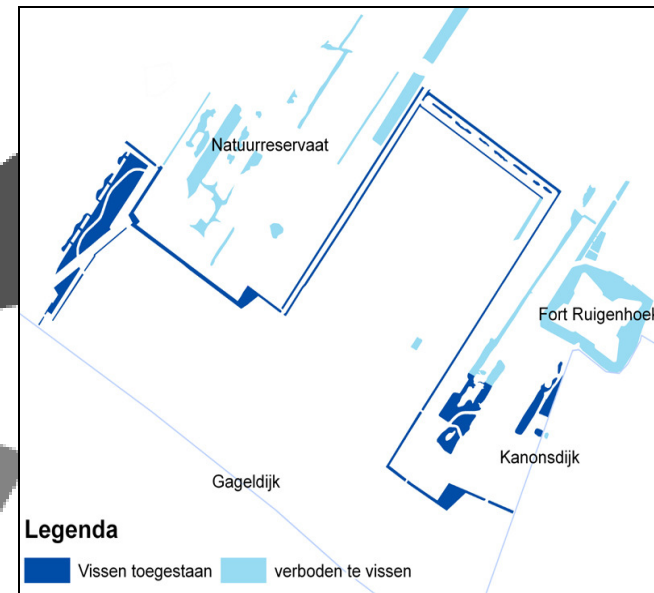 Natuurreservaat
Fort Ruigenhoek
Kanonsdijk
Gageldijk
Legenda
Vissen toegestaan
verboden te vissen